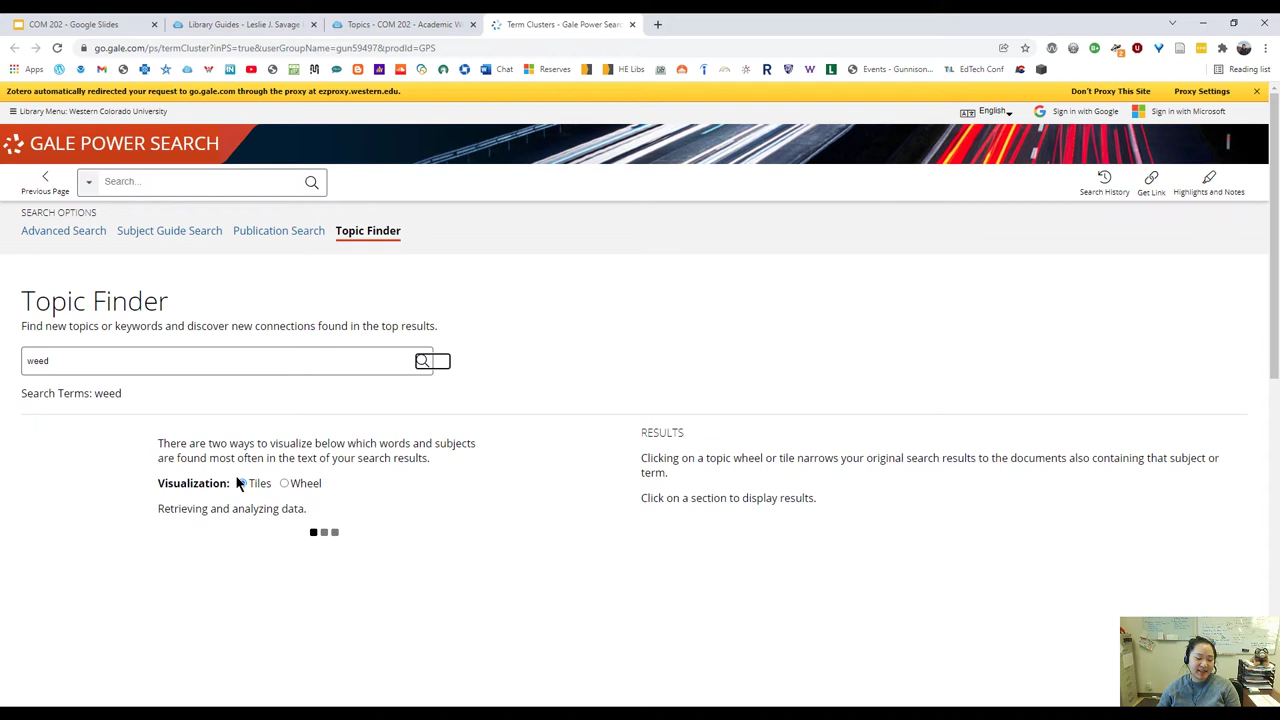 COM 202 - Google Slides
Library Guides - Leslie J. Savage
Topics - COM 202 - Academic W
Term Clusters - Gale Power Sear
go.gale.com/ps/termCluster?inPS=true&userGroupName=gun59497&prodId=GPS
Apps
Chat
Reserves
HE Libs
Events - Gunnison...
EdTech Conf
Reading list
Zotero automatically redirected your request to go.gale.com through the proxy at ezproxy.western.edu.
Don't Proxy This Site
Proxy Settings
Library Menu: Western Colorado University
English
Sign in with Google
Sign in with Microsoft
GALE POWER SEARCH
Previous Page
Search...
Search History
Get Link
Highlights and Notes
SEARCH OPTIONS
Advanced Search
Subject Guide Search
Publication Search
Topic Finder
Topic Finder
Find new topics or keywords and discover new connections found in the top results.
weed
Search Terms: weed
There are two ways to visualize below which words and subjects
are found most often in the text of your search results.
Visualization:
Tiles
Wheel
Retrieving and analyzing data.
RESULTS
Clicking on a topic wheel or tile narrows your original search results to the documents also containing that subject or
term.
Click on a section to display results.